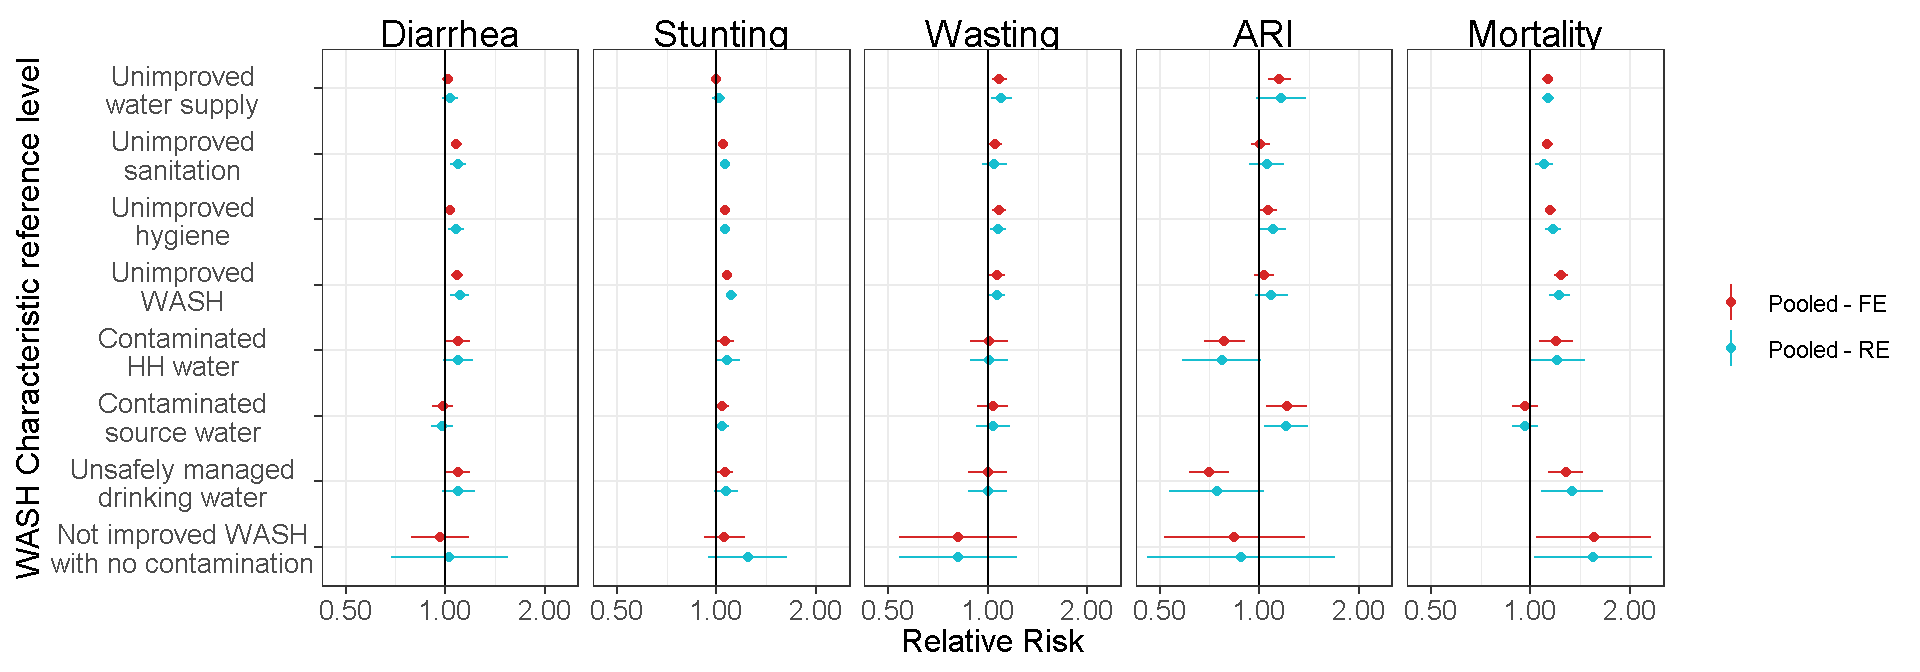 Diarrhea Stunting Wasting ARI Mortality
WASH Characteristic reference level
Unimproved
water supply
Unimproved
sanitation
Unimproved
hygiene
Unimproved
WASH
Contaminated
HH water
Contaminated
source water
Unsafely managed
drinking water
Not improved WASH
with no contamination
Pooled - FE
Pooled - RE
0.50 1.00 2.00 0.50 1.00 2.00 0.50 1.00 2.00 0.50 1.00 2.00 0.50 1.00 2.00
Relative Risk